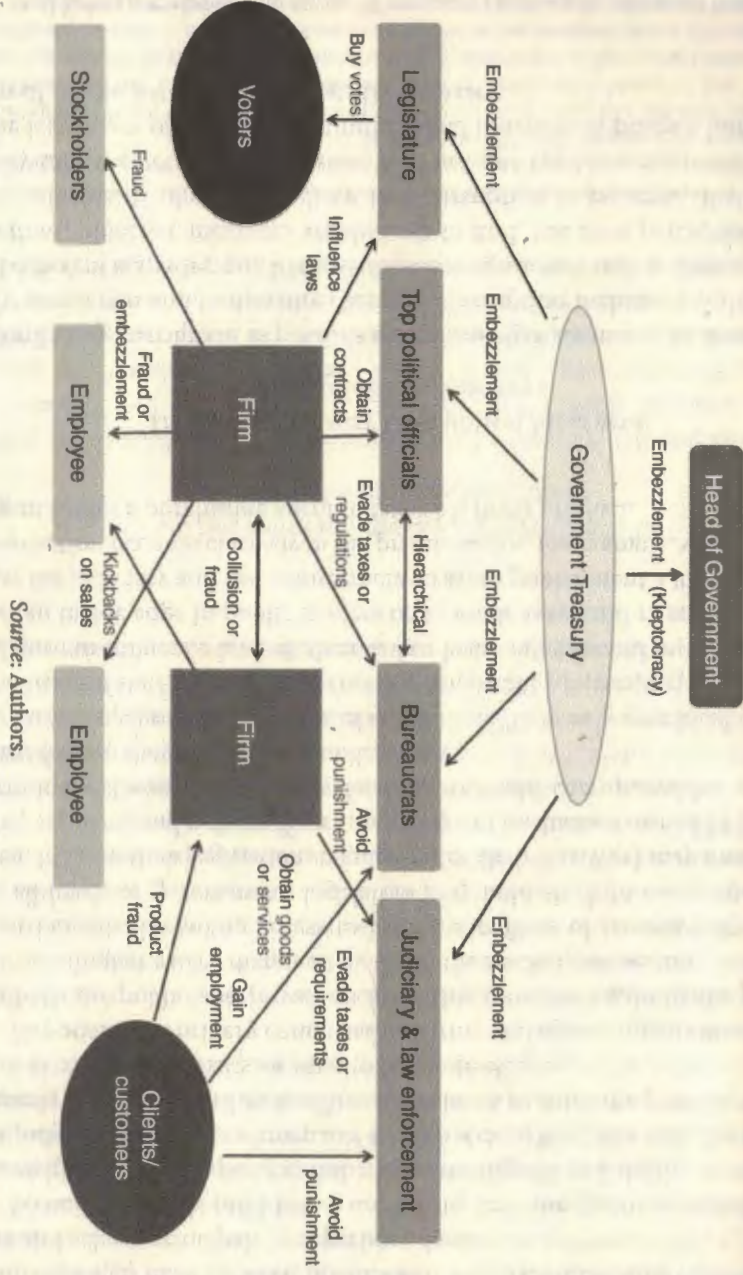 Head of Government
Embezzlement
(Kleptocracy)
Government Treasury
Embezzlement
Embezzlement
Embezzlement
Embezzlement
Legislature
Top political officials
Hierarchical
Bureaucrats
Judiciary & law enforcement
Buy votes
Influence
laws
Obtain
contracts
Evade taxes or
regulations
Avoid
punishment
Obtain goods
or services
Evade taxes or
requirements
Gain
employment
Avoid
punishment
Voters
Firm
Collusion or
fraud
Firm
Product
fraud
Clients/
customers
Fraud
Fraud or
embezzlement
Kickbacks
on sales
Stockholders
Employee
Employee
Source: Authors.